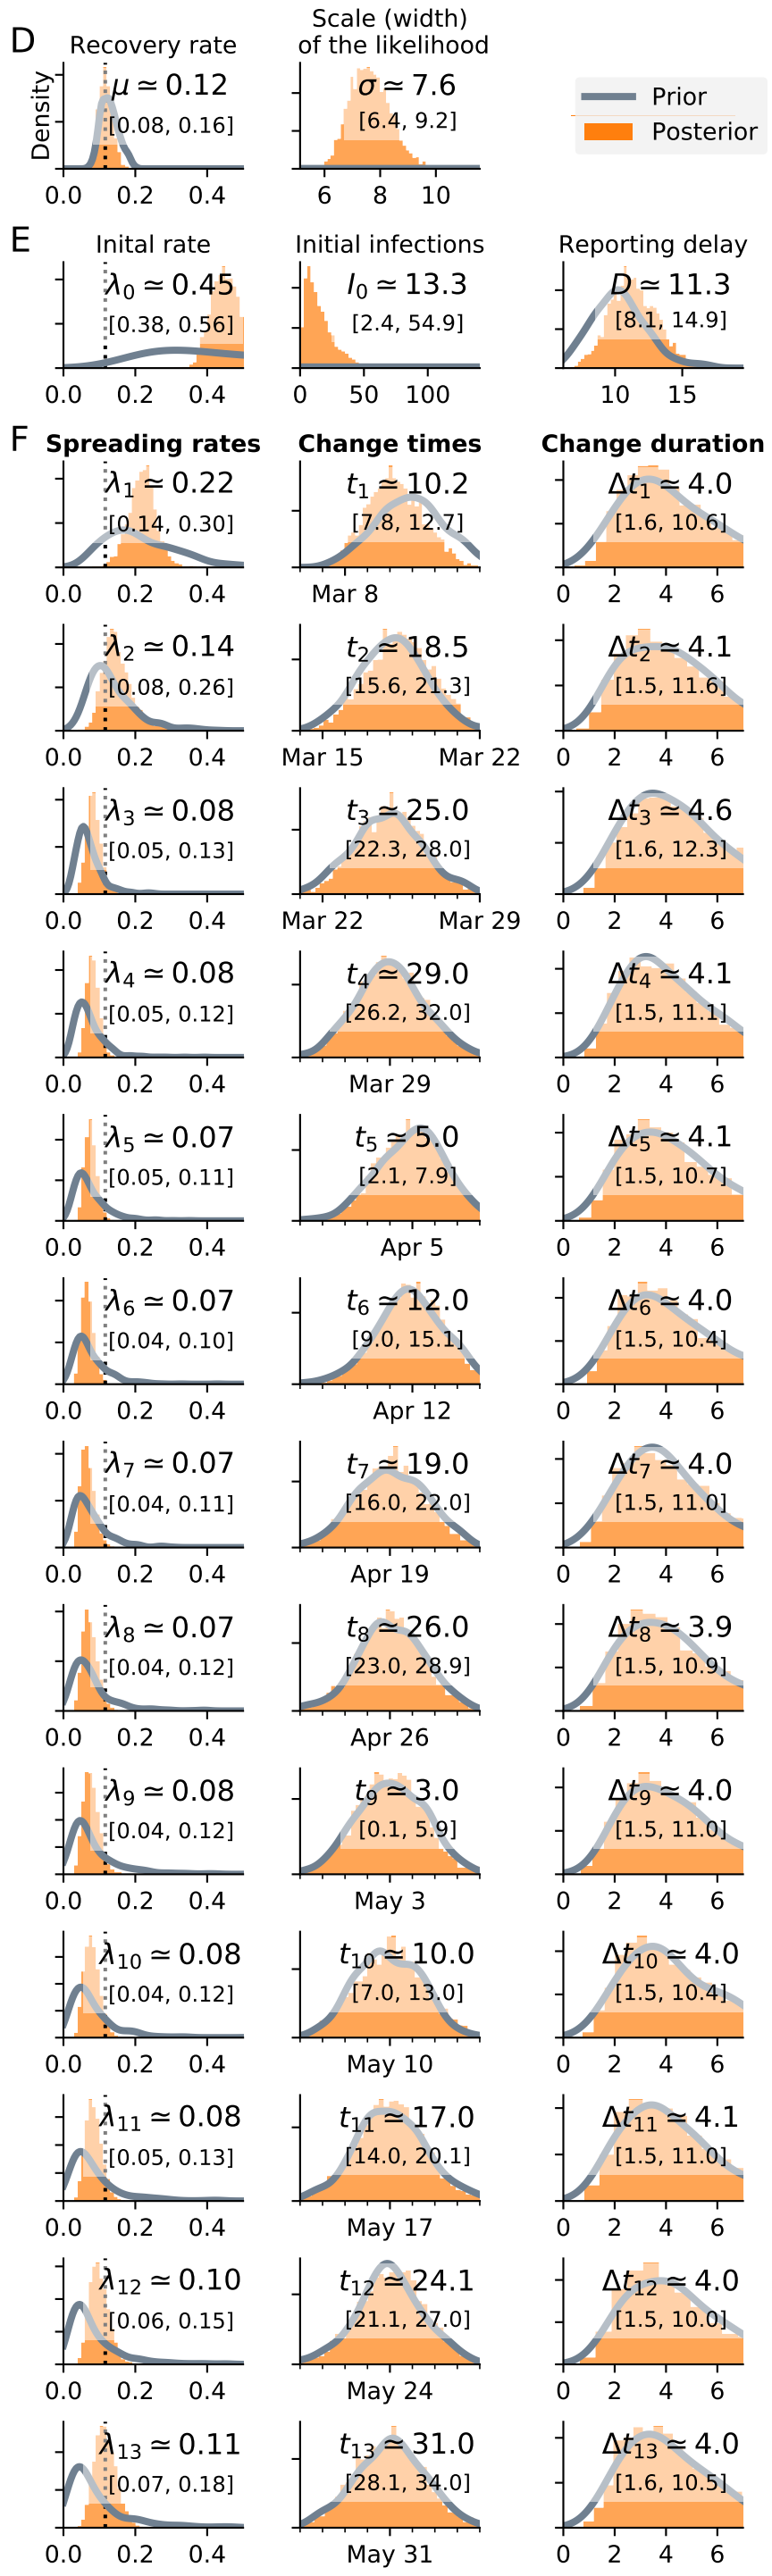 D
Recovery rate
Scale (width)
of the likelihood
Density
μ ≃ 0.12
[0.08, 0.16]
σ ≃ 7.6
[6.4, 9.2]
Prior
Posterior
0.0 0.2 0.4
6 8 10
E
Inital rate
Initial infections
Reporting delay
λ0 ≃ 0.45
[0.38, 0.56]
I0 ≃ 13.3
[2.4, 54.9]
D ≃ 11.3
[8.1, 14.9]
0.0 0.2 0.4
0 50 100
10 15
F
Spreading rates
Change times
Change duration
λ1 ≃ 0.22
[0.14, 0.30]
t1 ≃ 10.2
[7.8, 12.7]
Δt1 ≃ 4.0
[1.6, 10.6]
0.0 0.2 0.4
Mar 8
0 2 4 6
λ2 ≃ 0.14
[0.08, 0.26]
t2 ≃ 18.5
[15.6, 21.3]
Δt2 ≃ 4.1
[1.5, 11.6]
0.0 0.2 0.4
Mar 15 Mar 22
0 2 4 6
λ3 ≃ 0.08
[0.05, 0.13]
t3 ≃ 25.0
[22.3, 28.0]
Δt3 ≃ 4.6
[1.6, 12.3]
0.0 0.2 0.4
Mar 22 Mar 29
0 2 4 6
λ4 ≃ 0.08
[0.05, 0.12]
t4 ≃ 29.0
[26.2, 32.0]
Δt4 ≃ 4.1
[1.5, 11.1]
0.0 0.2 0.4
Mar 29
0 2 4 6
λ5 ≃ 0.07
[0.05, 0.11]
t5 ≃ 5.0
[2.1, 7.9]
Δt5 ≃ 4.1
[1.5, 10.7]
0.0 0.2 0.4
Apr 5
0 2 4 6
λ6 ≃ 0.07
[0.04, 0.10]
t6 ≃ 12.0
[9.0, 15.1]
Δt6 ≃ 4.0
[1.5, 10.4]
0.0 0.2 0.4
Apr 12
0 2 4 6
λ7 ≃ 0.07
[0.04, 0.11]
t7 ≃ 19.0
[16.0, 22.0]
Δt7 ≃ 4.0
[1.5, 11.0]
0.0 0.2 0.4
Apr 19
0 2 4 6
λ8 ≃ 0.07
[0.04, 0.12]
t8 ≃ 26.0
[23.0, 28.9]
Δt8 ≃ 3.9
[1.5, 10.9]
0.0 0.2 0.4
Apr 26
0 2 4 6
λ9 ≃ 0.08
[0.04, 0.12]
t9 ≃ 3.0
[0.1, 5.9]
Δt9 ≃ 4.0
[1.5, 11.0]
0.0 0.2 0.4
May 3
0 2 4 6
λ10 ≃ 0.08
[0.04, 0.12]
t10 ≃ 10.0
[7.0, 13.0]
Δt10 ≃ 4.0
[1.5, 10.4]
0.0 0.2 0.4
May 10
0 2 4 6
λ11 ≃ 0.08
[0.05, 0.13]
t11 ≃ 17.0
[14.0, 20.1]
Δt11 ≃ 4.1
[1.5, 11.0]
0.0 0.2 0.4
May 17
0 2 4 6
λ12 ≃ 0.10
[0.06, 0.15]
t12 ≃ 24.1
[21.1, 27.0]
Δt12 ≃ 4.0
[1.5, 10.0]
0.0 0.2 0.4
May 24
0 2 4 6
λ13 ≃ 0.11
[0.07, 0.18]
t13 ≃ 31.0
[28.1, 34.0]
Δt13 ≃ 4.0
[1.6, 10.5]
0.0 0.2 0.4
May 31
0 2 4 6